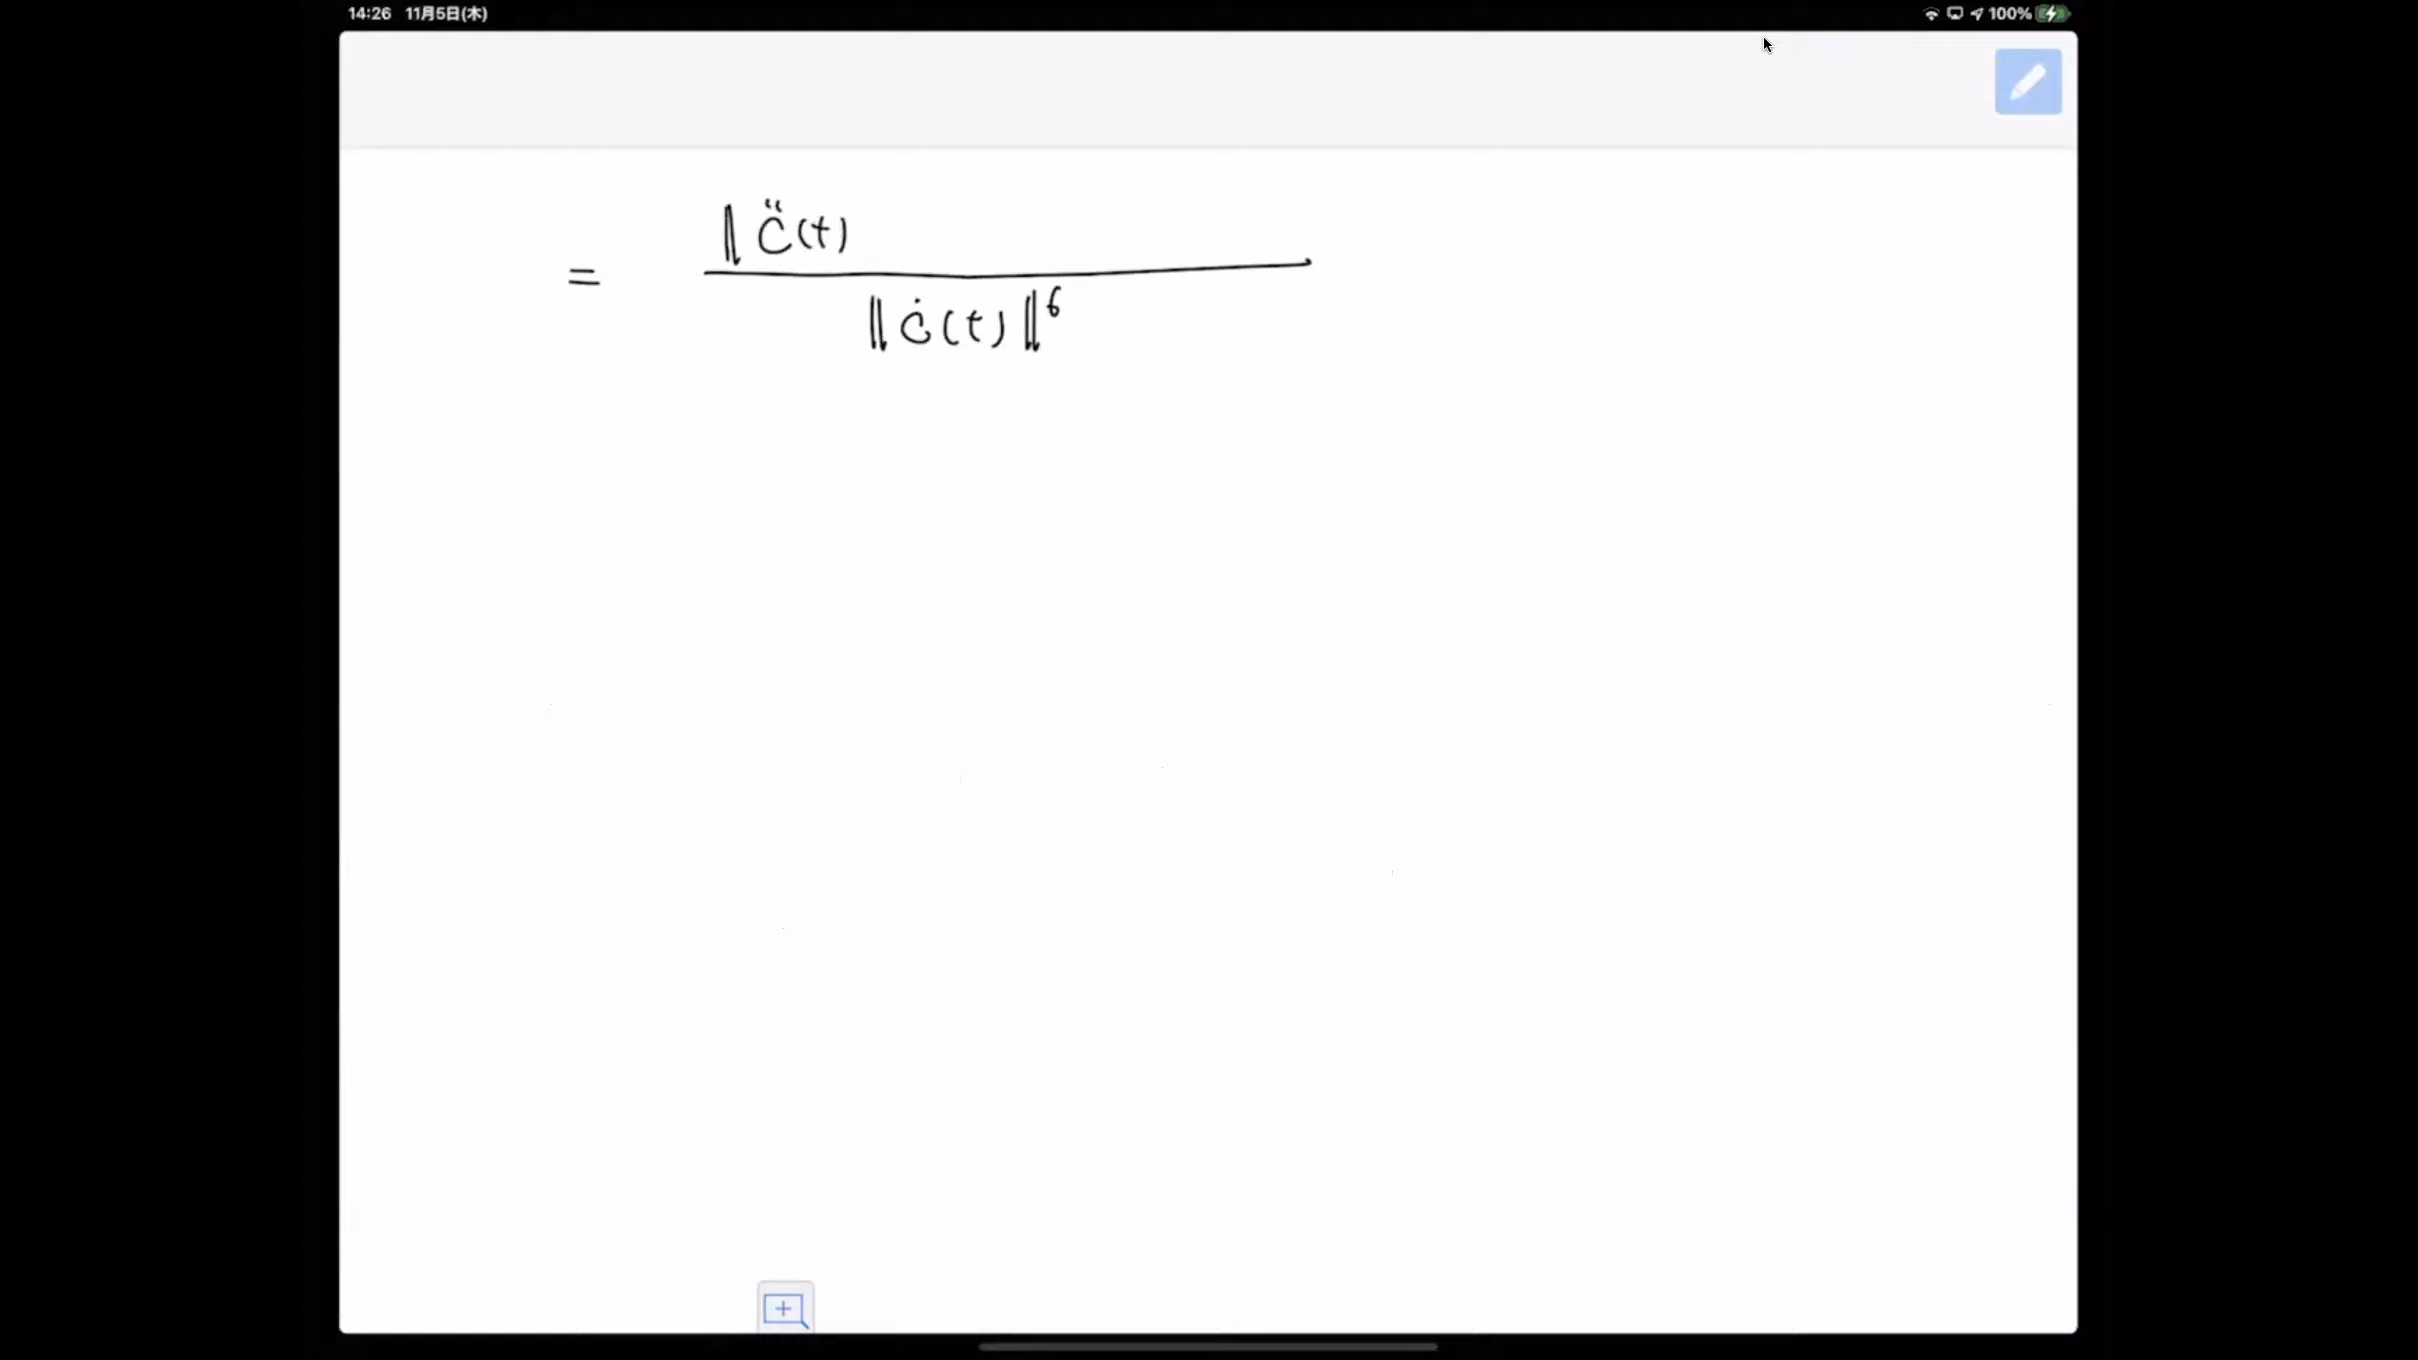 14:26 11月5日(木) 100%
‖ c̈(t)
=
‖ ċ(t) ‖⁶